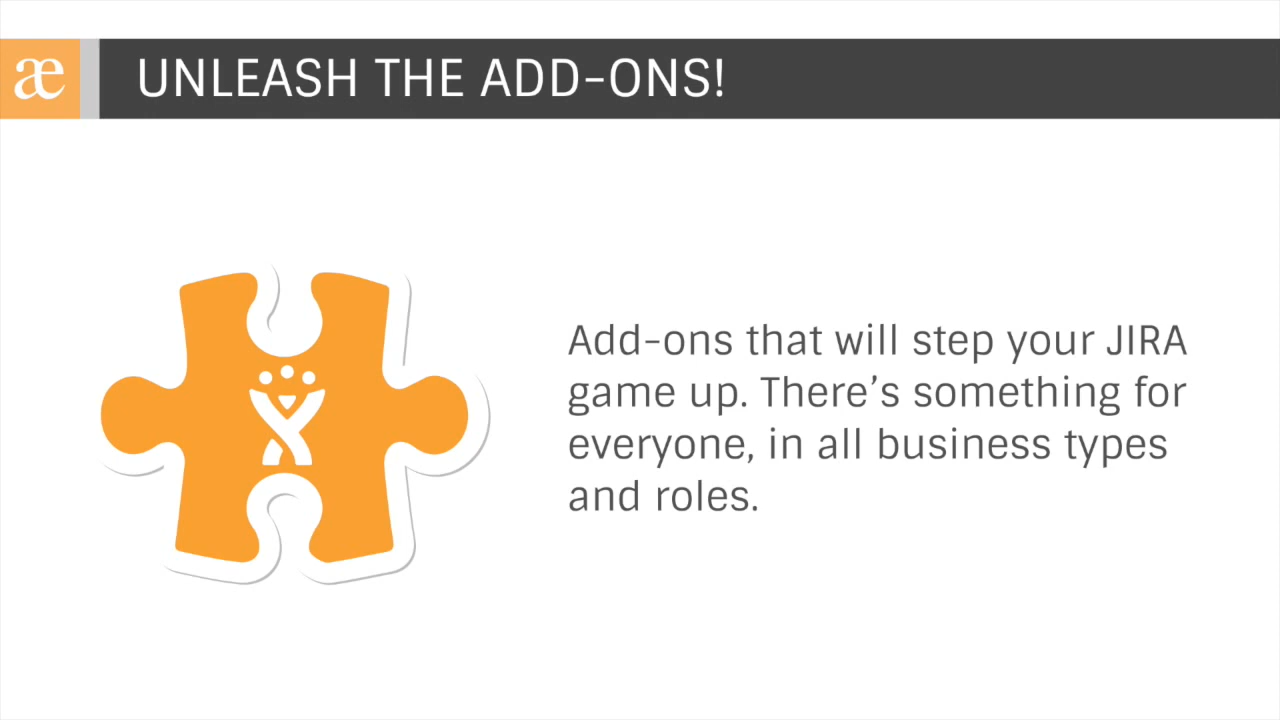 æ
UNLEASH THE ADD-ONS!
Add-ons that will step your JIRA
game up. There’s something for
everyone, in all business types
and roles.